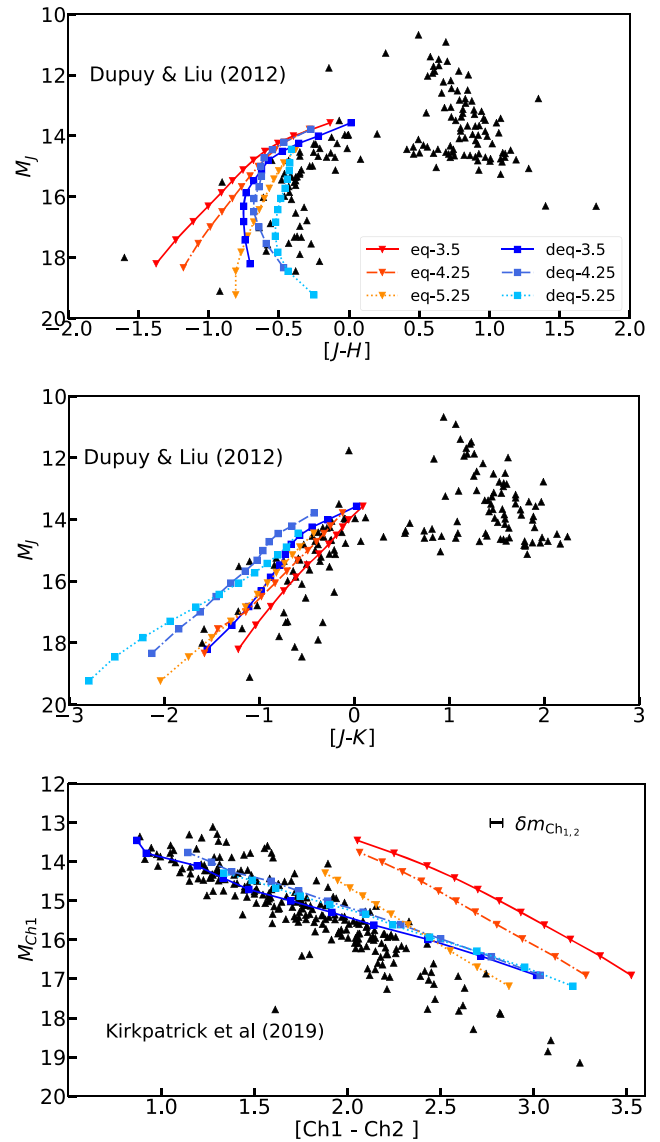 10
12
14
16
18
20
M_J
Dupuy & Liu (2012)
eq-3.5
eq-4.25
eq-5.25
deq-3.5
deq-4.25
deq-5.25
−2.0 −1.5 −1.0 −0.5 0.0 0.5 1.0 1.5 2.0
[J-H]
10
12
14
16
18
20
M_J
Dupuy & Liu (2012)
−3 −2 −1 0 1 2 3
[J-K]
12
13
14
15
16
17
18
19
20
M_Ch1
δm_Ch1,2
Kirkpatrick et al (2019)
1.0 1.5 2.0 2.5 3.0 3.5
[Ch1 - Ch2 ]